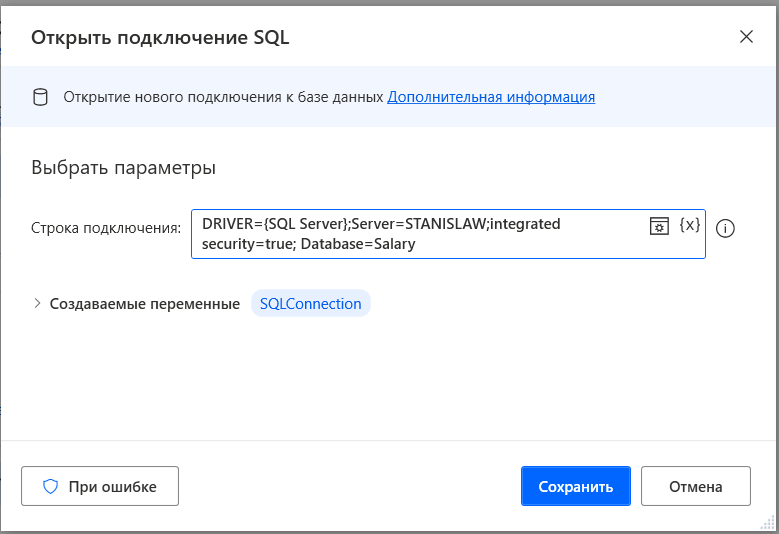 Открыть подключение SQL
Открытие нового подключения к базе данных Дополнительная информация
Выбрать параметры
Строка подключения:
DRIVER={SQL Server};Server=STANISLAW;integrated
security=true; Database=Salary
{x}
Создаваемые переменные SQLConnection
При ошибке
Сохранить
Отмена